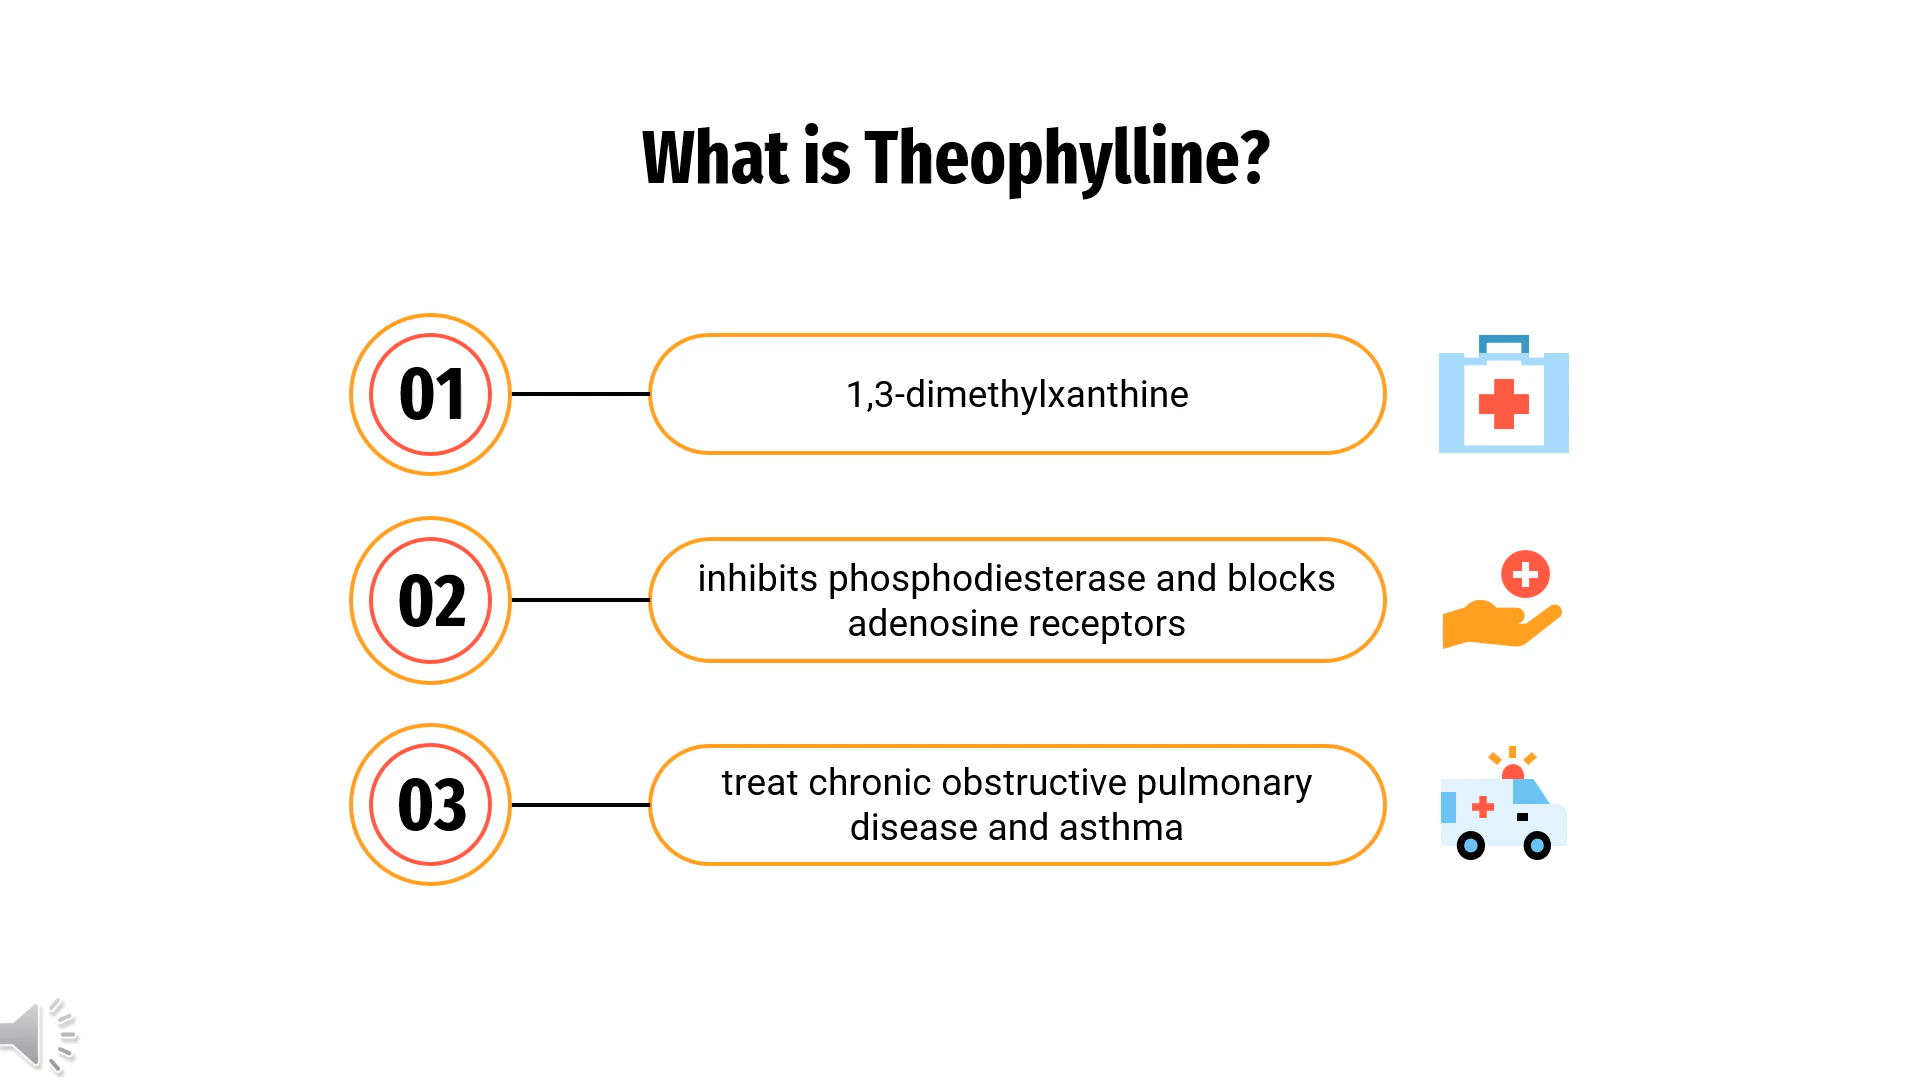 What is Theophylline?
01
1,3-dimethylxanthine
02
inhibits phosphodiesterase and blocks
adenosine receptors
03
treat chronic obstructive pulmonary
disease and asthma